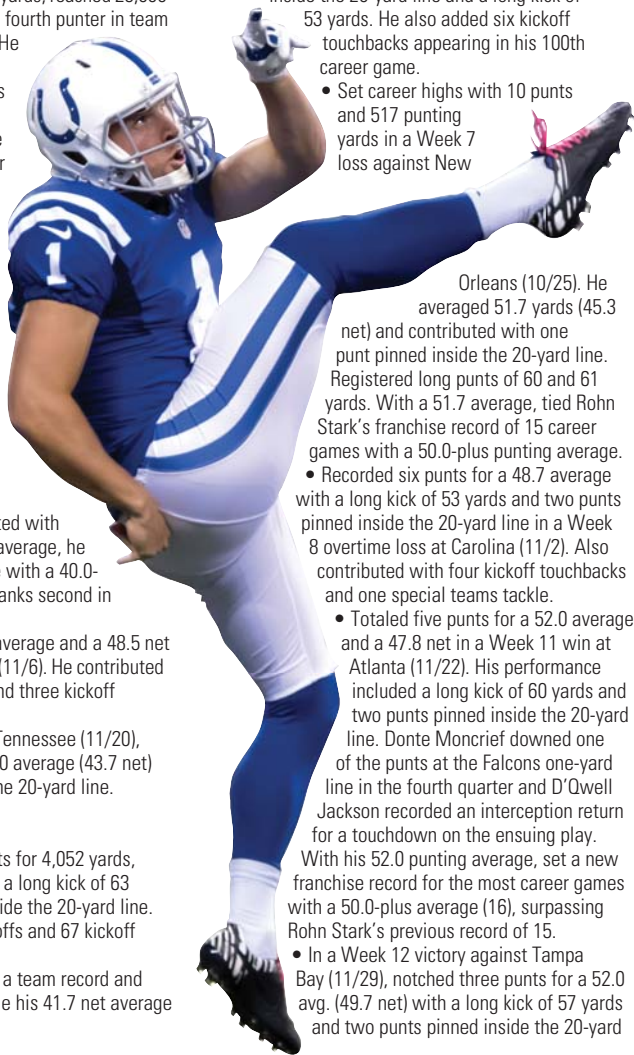 fourth punter in team
He
s
e
r
ted with
average, he
e with a 40.0-
anks second in
average and a 48.5 net
(11/6). He contributed
nd three kickoff
Tennessee (11/20),
0 average (43.7 net)
he 20-yard line.
ts for 4,052 yards,
a long kick of 63
ide the 20-yard line.
offs and 67 kickoff
a team record and
e his 41.7 net average
inside the 20-yard line and a long kick of
53 yards. He also added six kickoff
touchbacks appearing in his 100th
career game.
• Set career highs with 10 punts
and 517 punting
yards in a Week 7
loss against New
Orleans (10/25). He
averaged 51.7 yards (45.3
net) and contributed with one
punt pinned inside the 20-yard line.
Registered long punts of 60 and 61
yards. With a 51.7 average, tied Rohn
Stark’s franchise record of 15 career
games with a 50.0-plus punting average.
• Recorded six punts for a 48.7 average
with a long kick of 53 yards and two punts
pinned inside the 20-yard line in a Week
8 overtime loss at Carolina (11/2). Also
contributed with four kickoff touchbacks
and one special teams tackle.
• Totaled five punts for a 52.0 average
and a 47.8 net in a Week 11 win at
Atlanta (11/22). His performance
included a long kick of 60 yards and
two punts pinned inside the 20-yard
line. Donte Moncrief downed one
of the punts at the Falcons one-yard
line in the fourth quarter and D’Qwell
Jackson recorded an interception return
for a touchdown on the ensuing play.
With his 52.0 punting average, set a new
franchise record for the most career games
with a 50.0-plus average (16), surpassing
Rohn Stark’s previous record of 15.
• In a Week 12 victory against Tampa
Bay (11/29), notched three punts for a 52.0
avg. (49.7 net) with a long kick of 57 yards
and two punts pinned inside the 20-yard
1